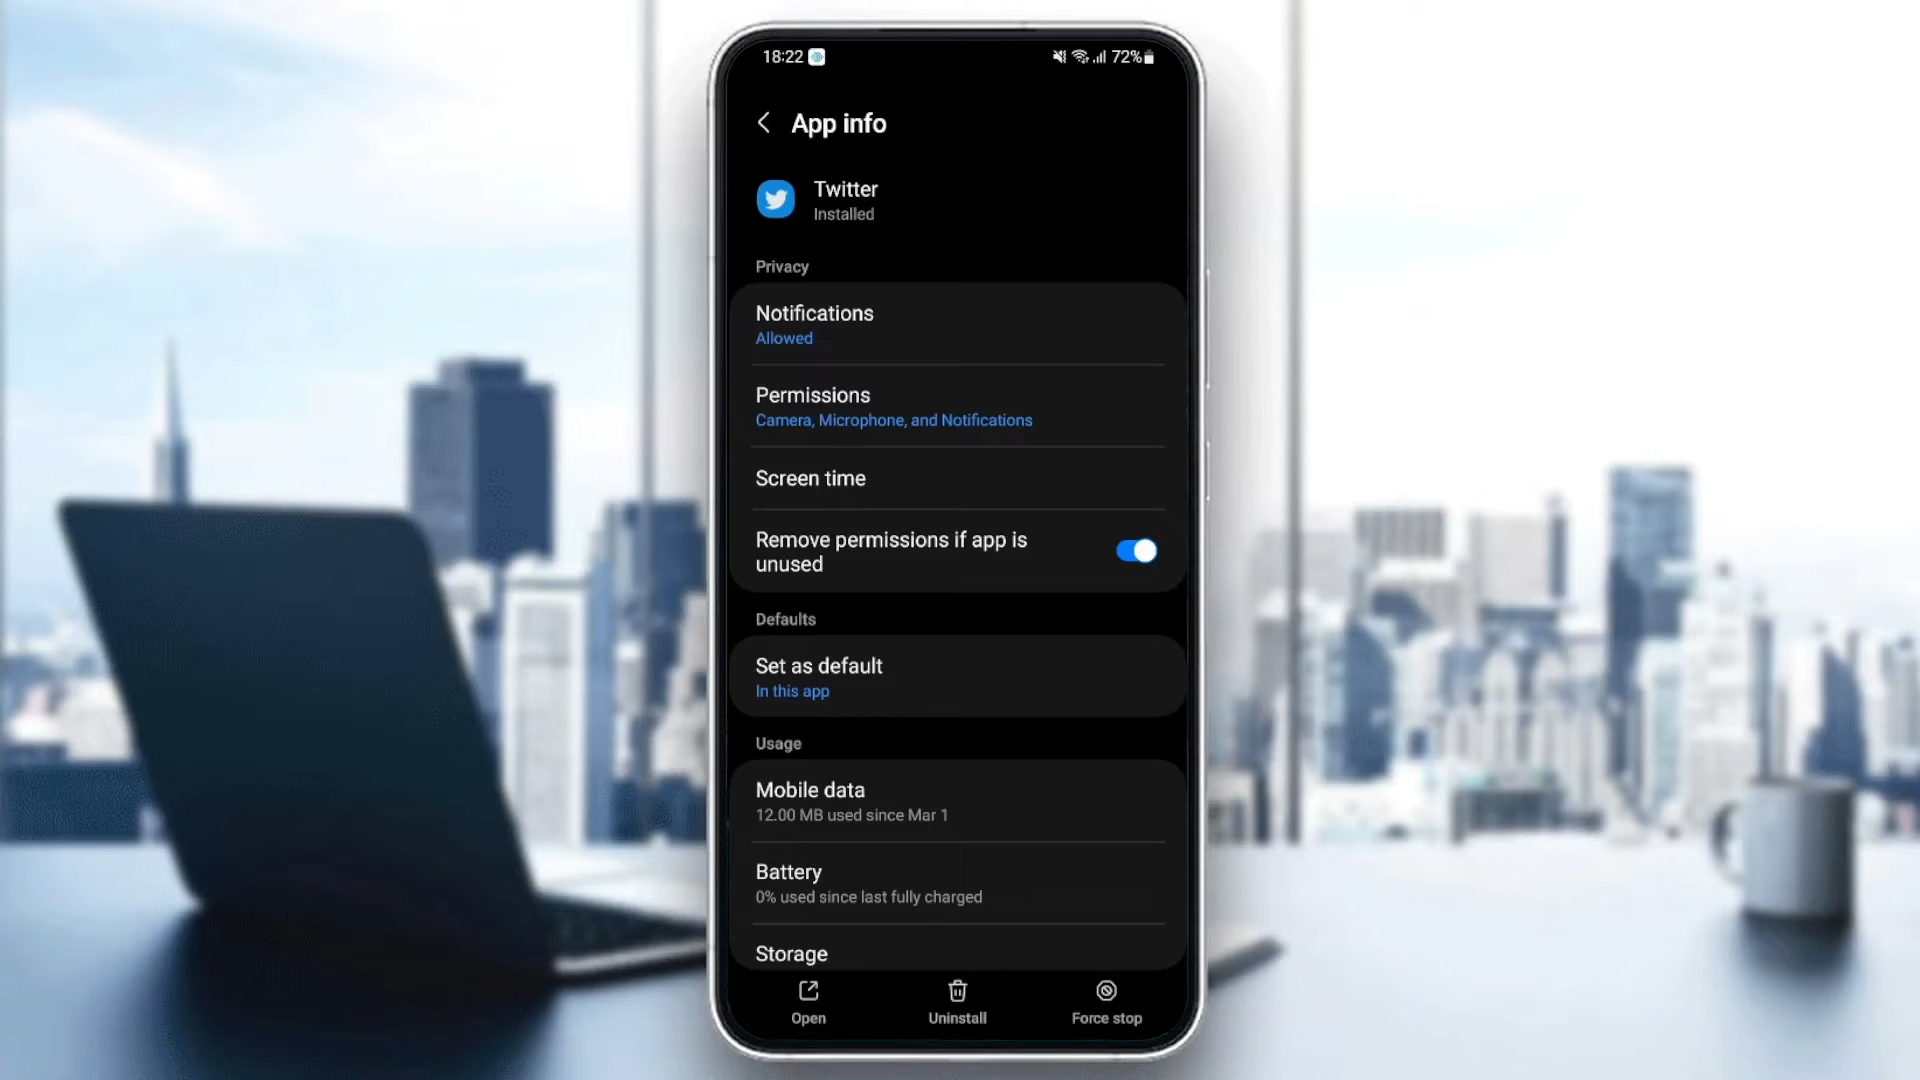 18:22
72%
App info
Twitter
Installed
Privacy
Notifications
Allowed
Permissions
Camera, Microphone, and Notifications
Screen time
Remove permissions if app is
unused
Defaults
Set as default
In this app
Usage
Mobile data
12.00 MB used since Mar 1
Battery
0% used since last fully charged
Storage
Open
Uninstall
Force stop